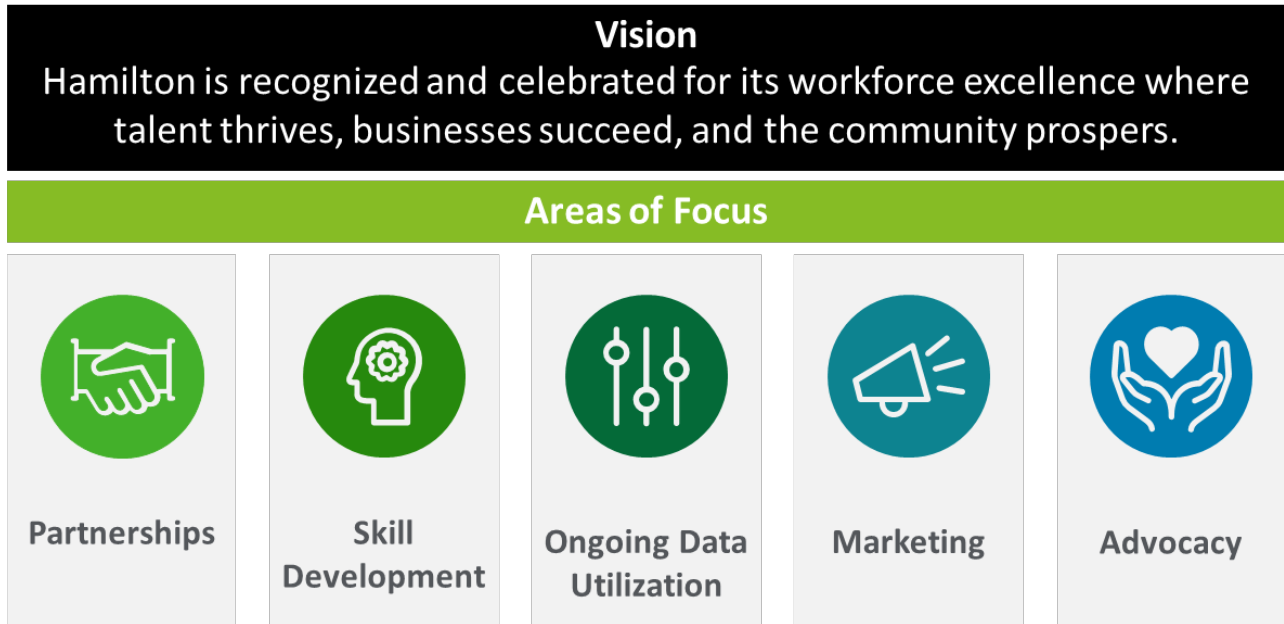 Vision
Hamilton is recognized and celebrated for its workforce excellence where
talent thrives, businesses succeed, and the community prospers.
Areas of Focus
Partnerships
Skill
Development
Ongoing Data
Utilization
Marketing
Advocacy